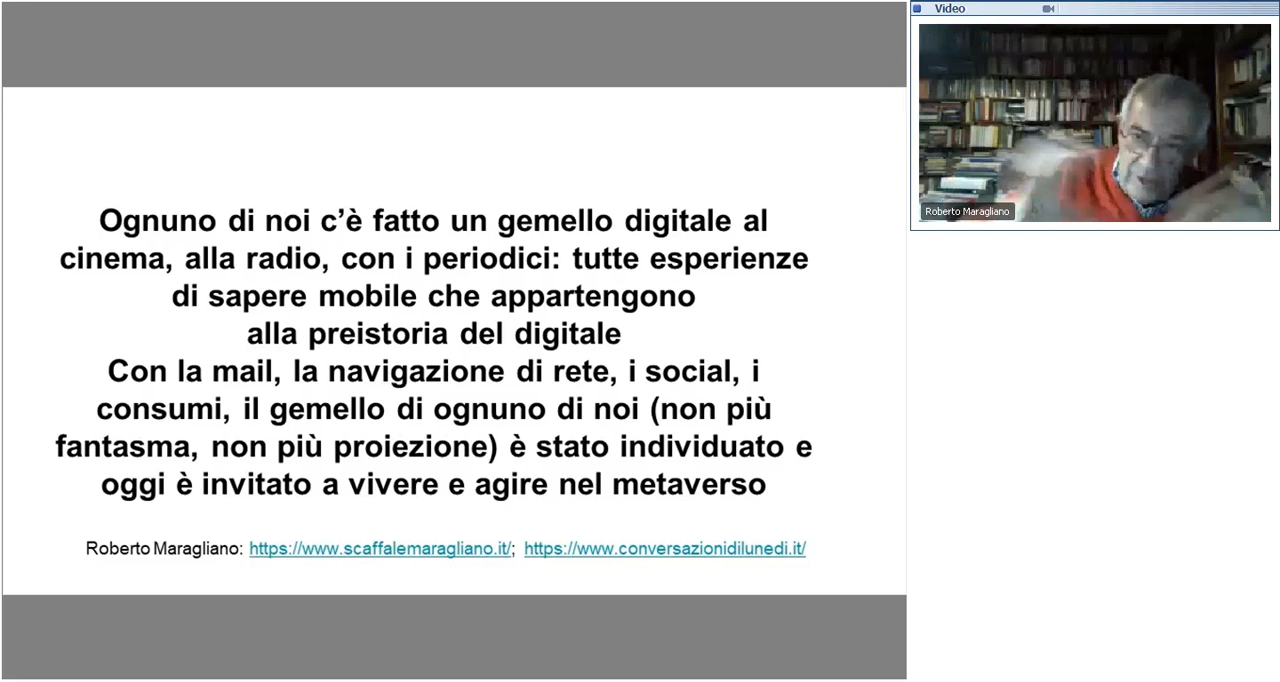 Video
Roberto Maragliano
Ognuno di noi c’è fatto un gemello digitale al
cinema, alla radio, con i periodici: tutte esperienze
di sapere mobile che appartengono
alla preistoria del digitale
Con la mail, la navigazione di rete, i social, i
consumi, il gemello di ognuno di noi (non più
fantasma, non più proiezione) è stato individuato e
oggi è invitato a vivere e agire nel metaverso
Roberto Maragliano: https://www.scaffalemaragliano.it/; https://www.conversazionidilunedi.it/